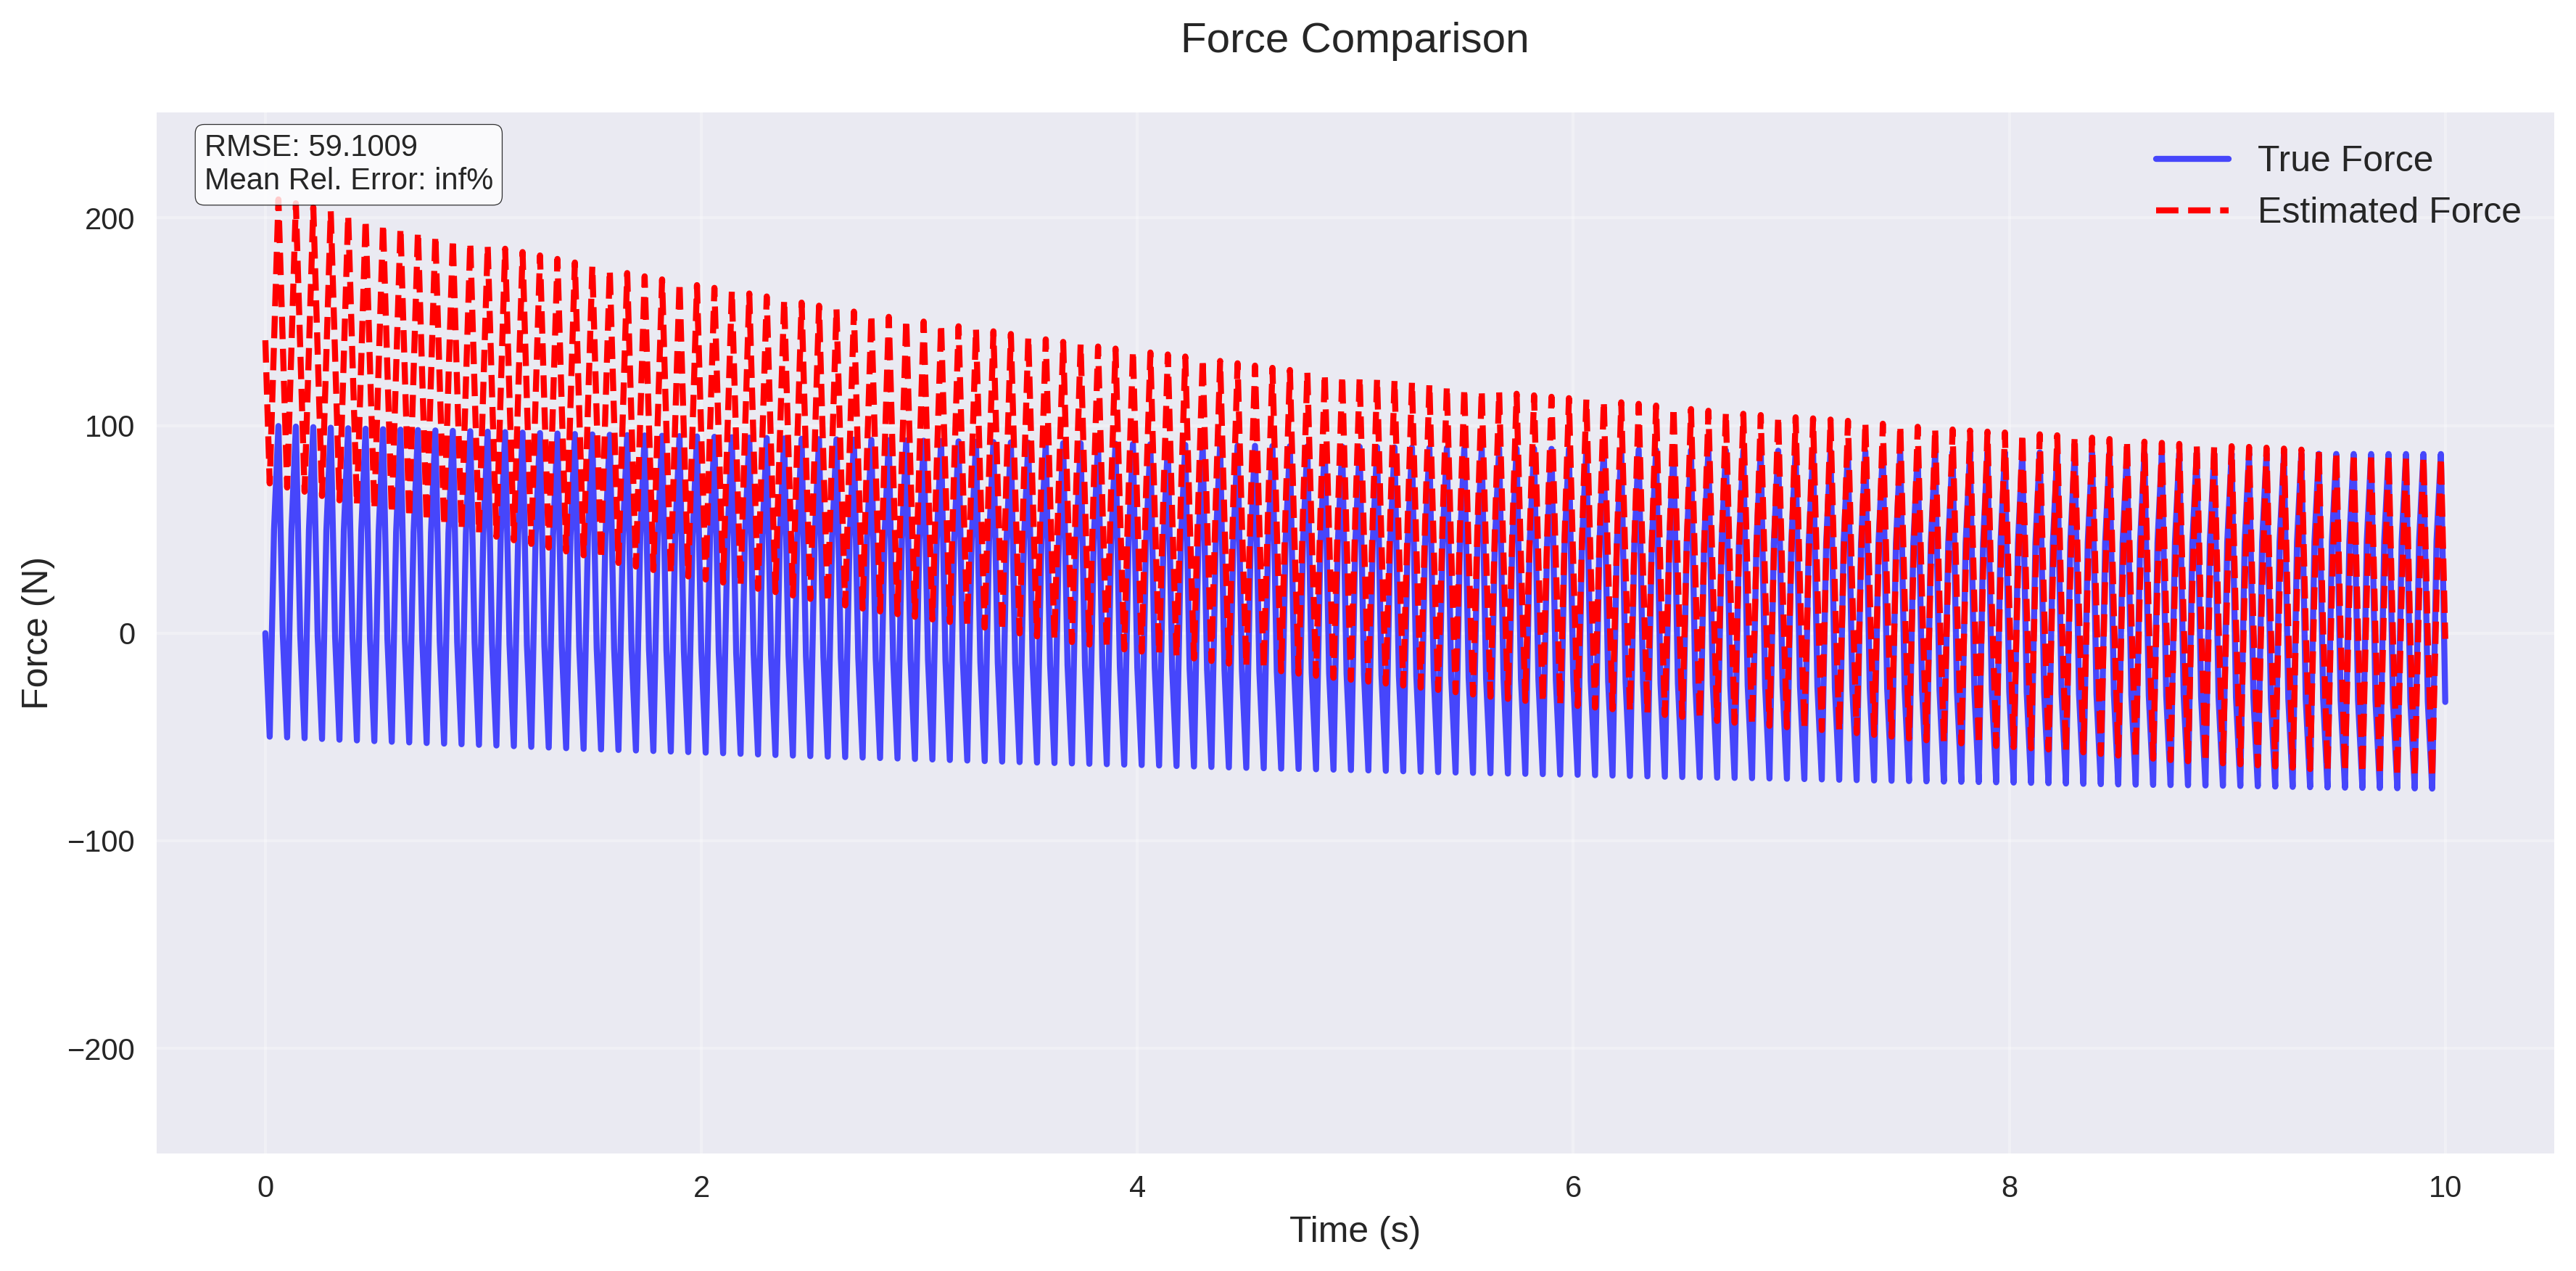 Force Comparison
RMSE: 59.1009
Mean Rel. Error: inf%
True Force
Estimated Force
200
100
0
−100
−200
Force (N)
0
2
4
6
8
10
Time (s)